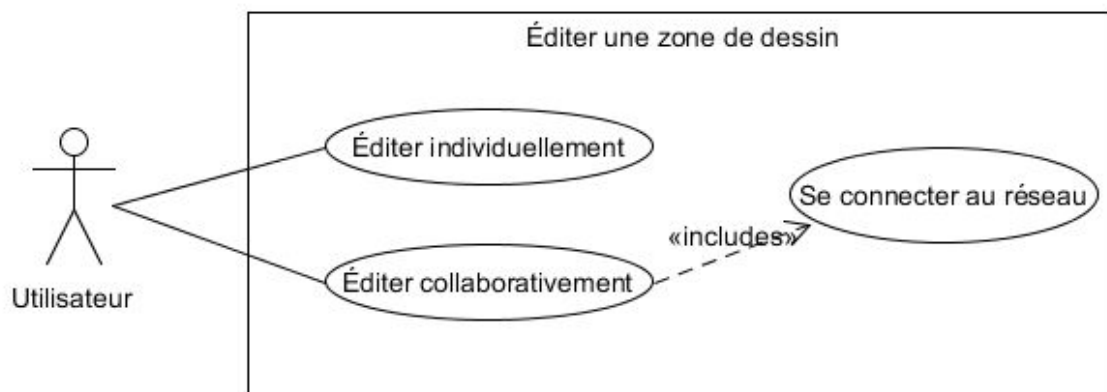 Éditer une zone de dessin
Éditer individuellement
Se connecter au réseau
«includes»
Éditer collaborativement
Utilisateur